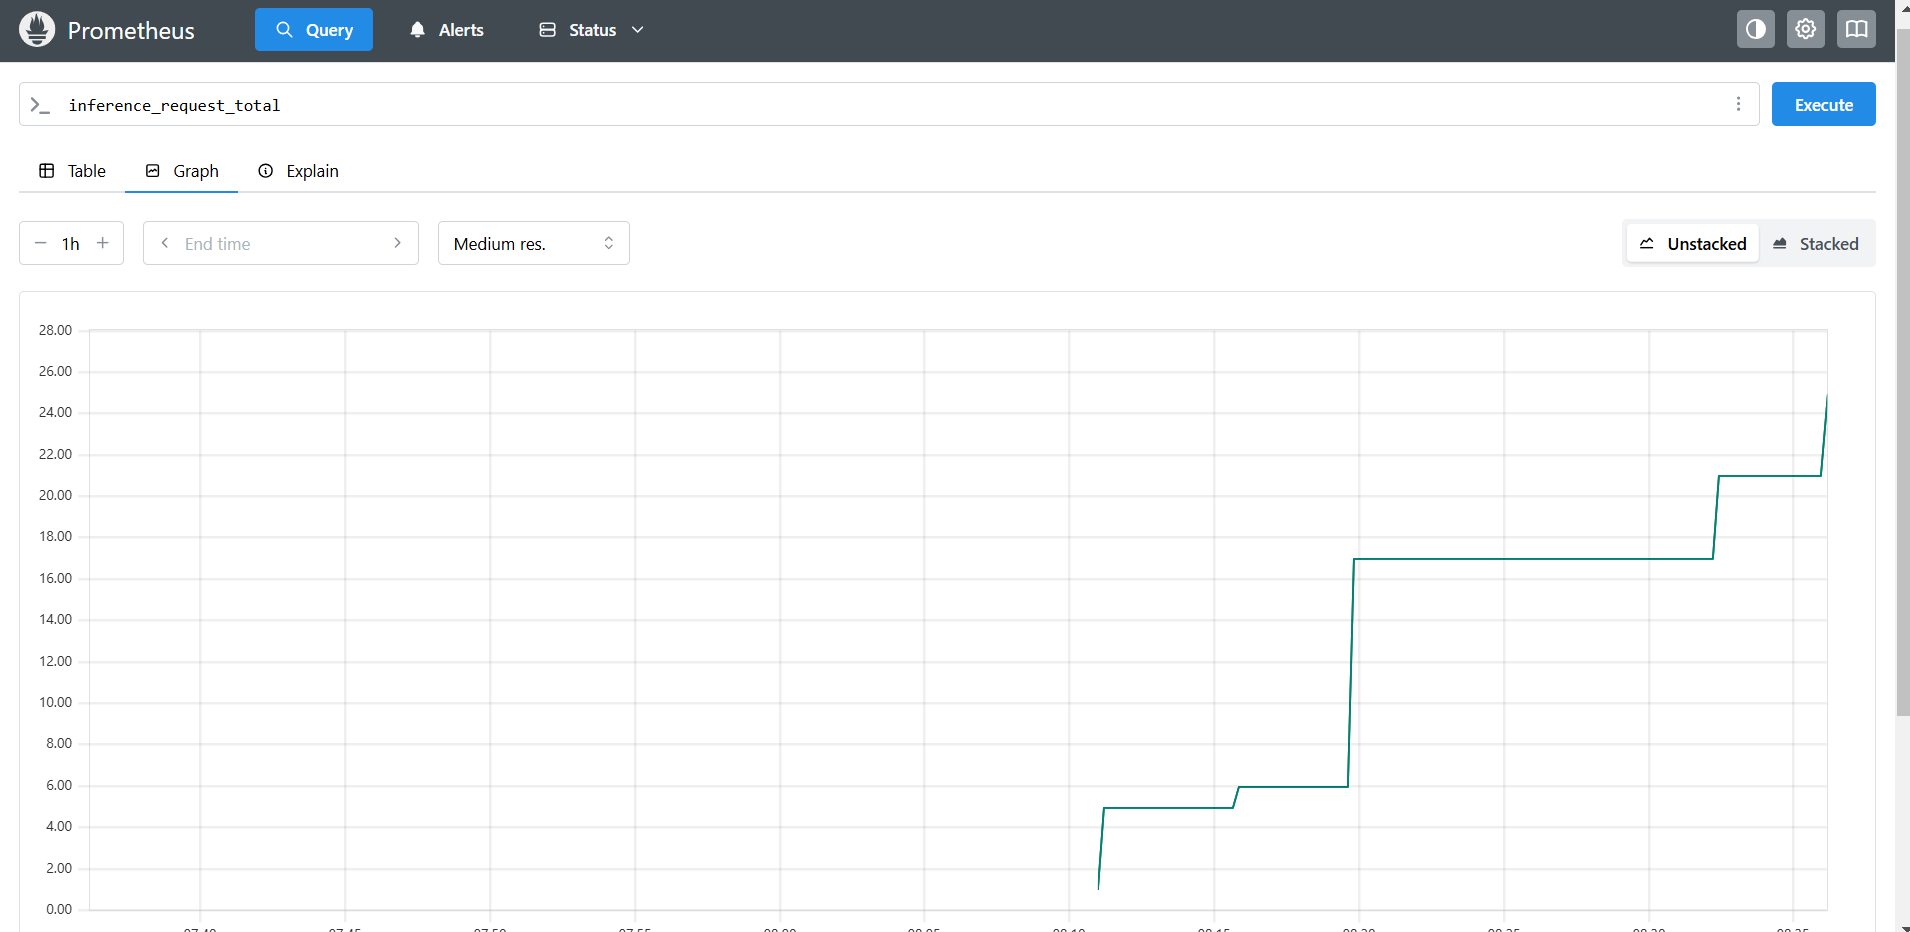 Prometheus
Query
Alerts
Status
inference_request_total
Execute
Table
Graph
Explain
1h
End time
Medium res.
Unstacked
Stacked
28.00
26.00
24.00
22.00
20.00
18.00
16.00
14.00
12.00
10.00
8.00
6.00
4.00
2.00
0.00